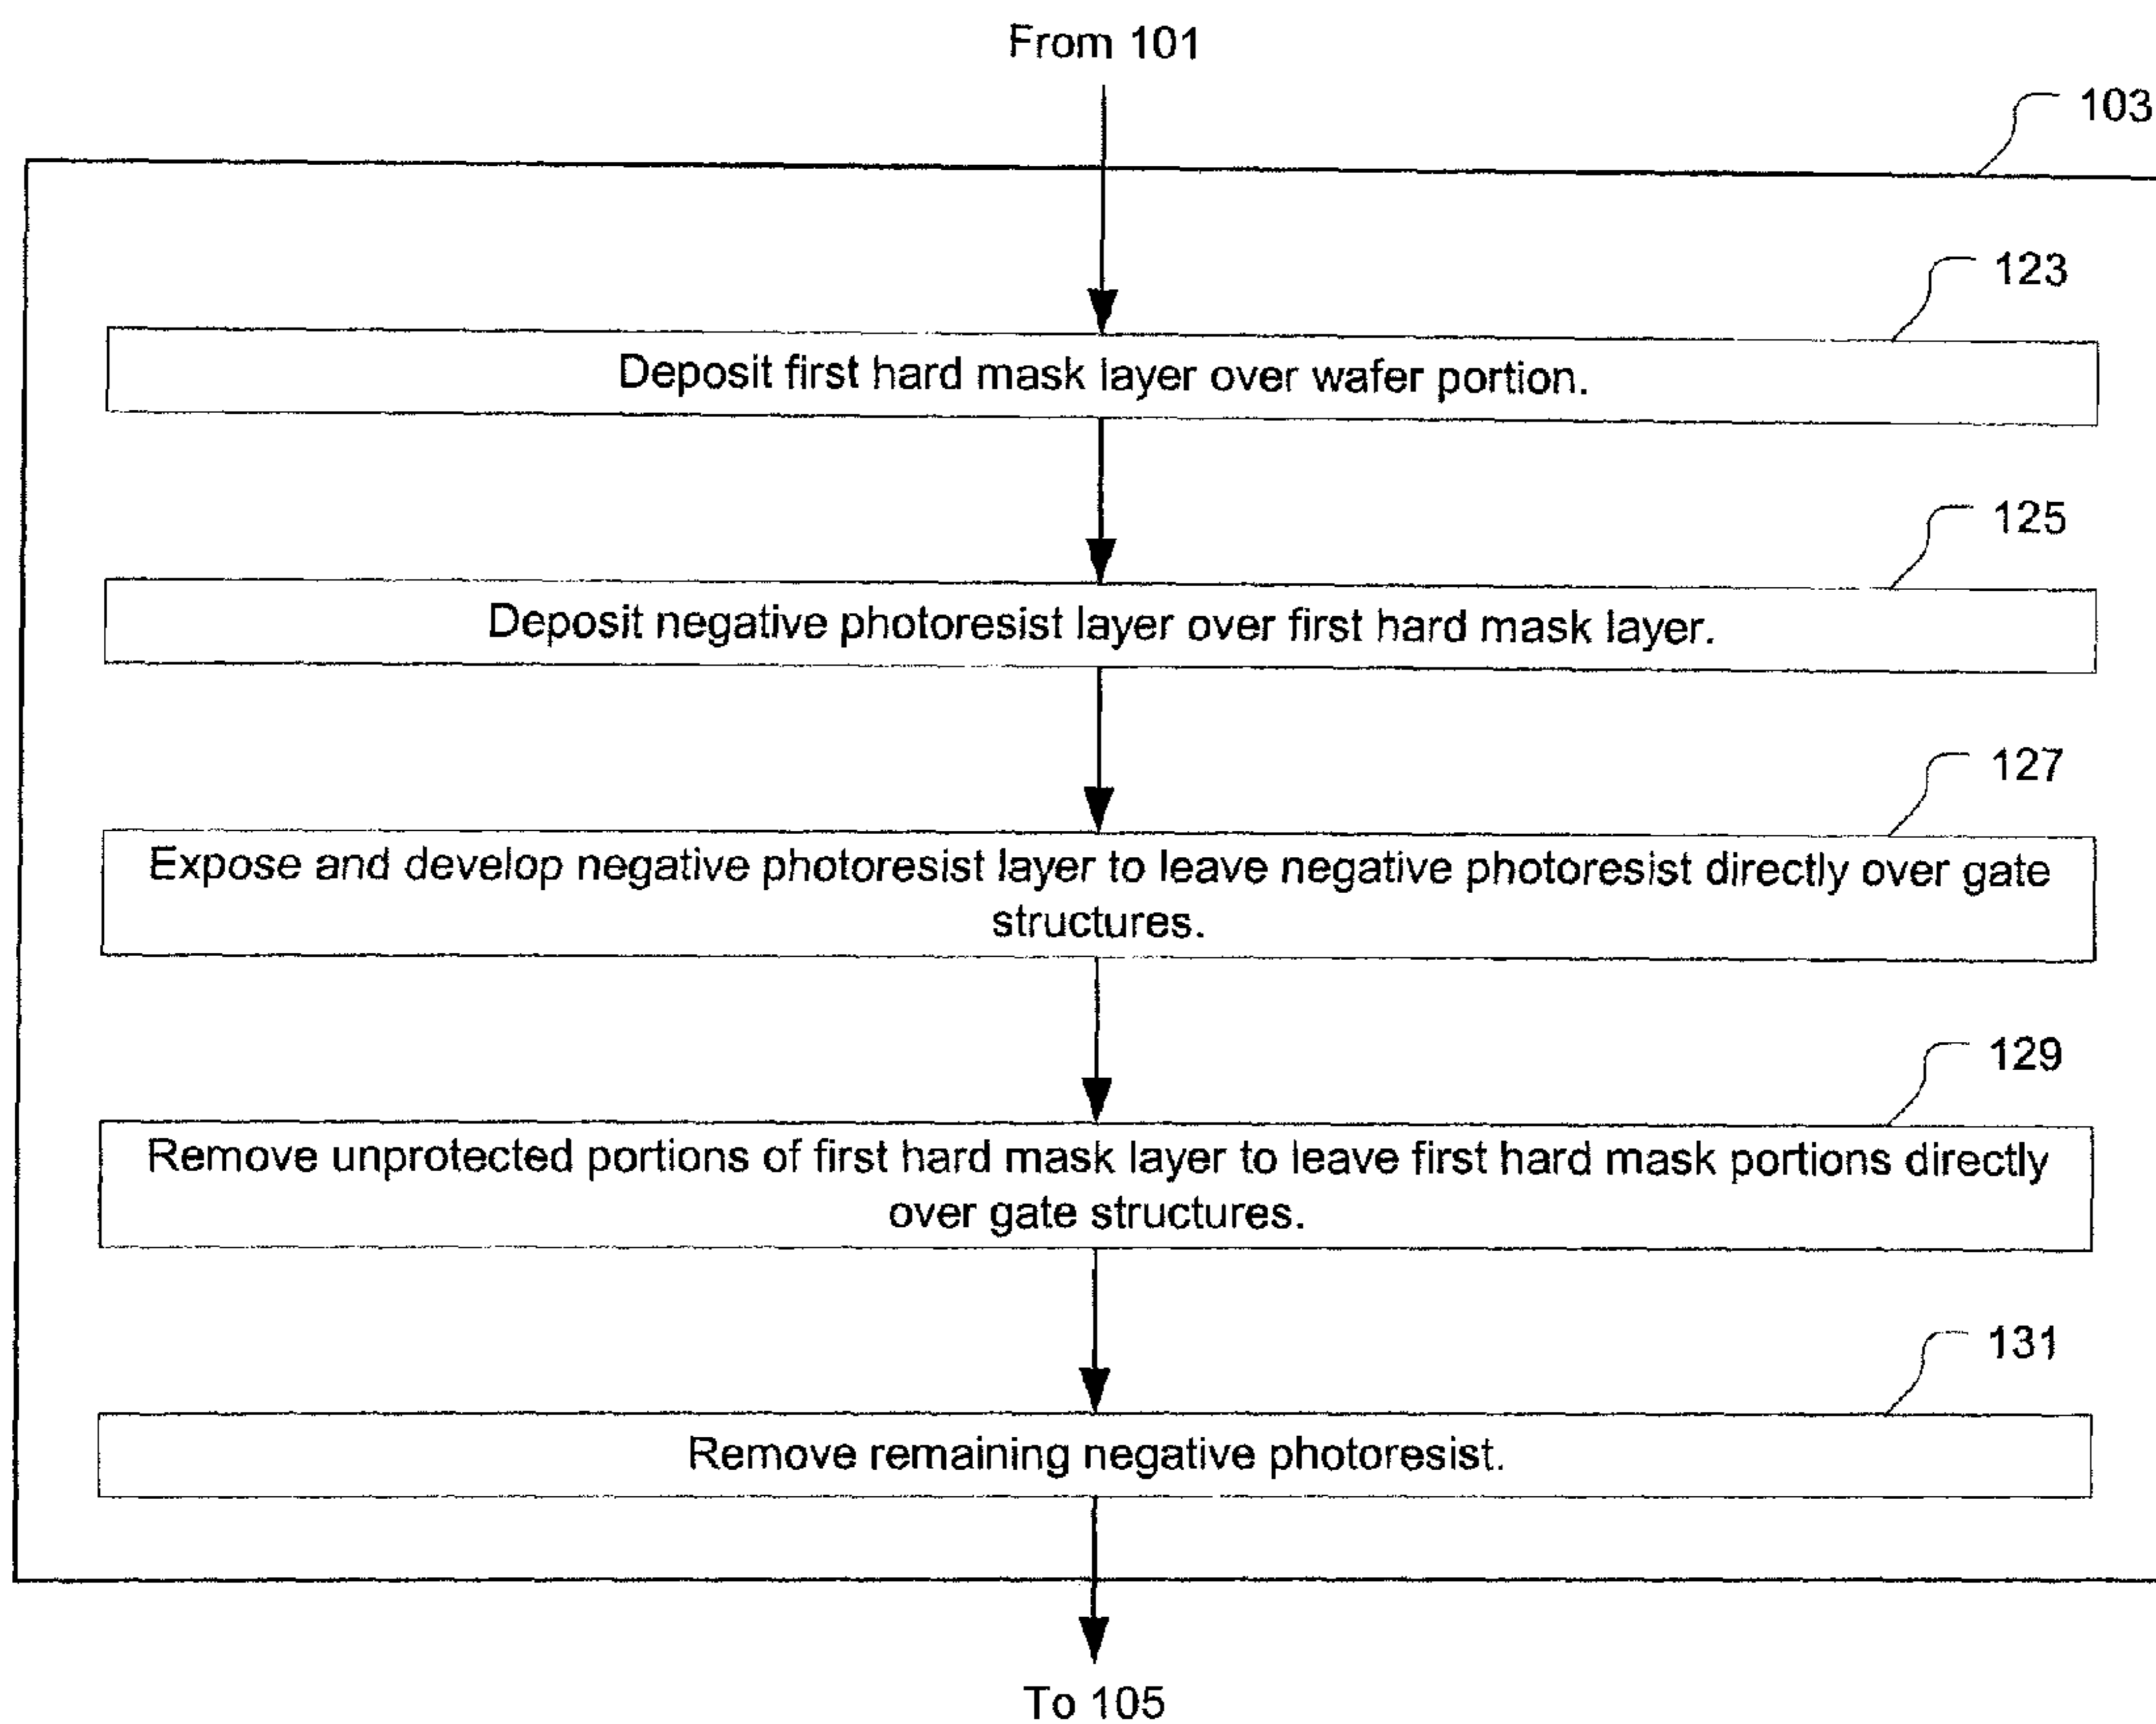 From 101
103
123
Deposit first hard mask layer over wafer portion.
125
Deposit negative photoresist layer over first hard mask layer.
127
Expose and develop negative photoresist layer to leave negative photoresist directly over gate
structures.
129
Remove unprotected portions of first hard mask layer to leave first hard mask portions directly
over gate structures.
131
Remove remaining negative photoresist.
To 105